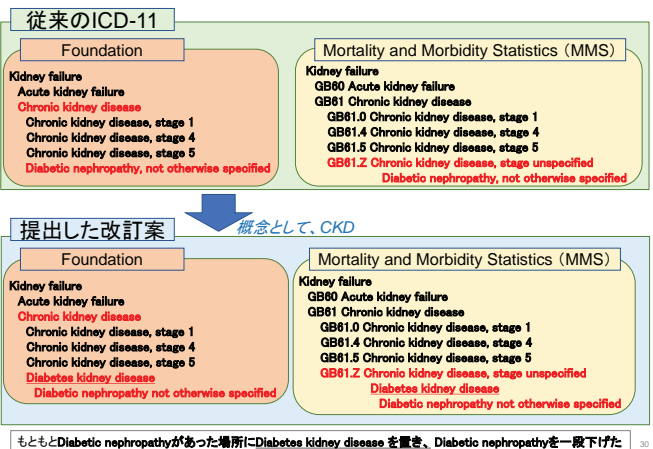 従来のICD-11
Foundation
Kidney failure
Acute kidney failure
Chronic kidney disease
Chronic kidney disease, stage 1
Chronic kidney disease, stage 4
Chronic kidney disease, stage 5
Diabetic nephropathy, not otherwise specified
Mortality and Morbidity Statistics（MMS）
Kidney failure
GB60 Acute kidney failure
GB61 Chronic kidney disease
GB61.0 Chronic kidney disease, stage 1
GB61.4 Chronic kidney disease, stage 4
GB61.5 Chronic kidney disease, stage 5
GB61.Z Chronic kidney disease, stage unspecified
Diabetic nephropathy, not otherwise specified
概念として、CKD
提出した改訂案
Foundation
Kidney failure
Acute kidney failure
Chronic kidney disease
Chronic kidney disease, stage 1
Chronic kidney disease, stage 4
Chronic kidney disease, stage 5
Diabetes kidney disease
Diabetic nephropathy not otherwise specified
Mortality and Morbidity Statistics（MMS）
Kidney failure
GB60 Acute kidney failure
GB61 Chronic kidney disease
GB61.0 Chronic kidney disease, stage 1
GB61.4 Chronic kidney disease, stage 4
GB61.5 Chronic kidney disease, stage 5
GB61.Z Chronic kidney disease, stage unspecified
Diabetes kidney disease
Diabetic nephropathy not otherwise specified
もともとDiabetic nephropathyがあった場所にDiabetes kidney disease を置き、Diabetic nephropathyを一段下げた
30